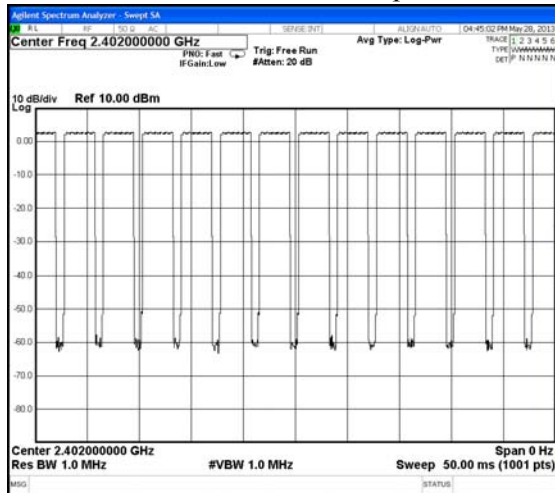 Agilent Spectrum Analyzer - Swept SA
RL RF 50 Ω AC SENSE:INT ALIGN AUTO 04:45:02 PM May 28, 2013
Center Freq 2.402000000 GHz
PNO: Fast Trig: Free Run Avg Type: Log-Pwr TRACE 1 2 3 4 5 6
IFGain:Low #Atten: 20 dB TYPE
DET P N N N N N
10 dB/div Ref 10.00 dBm
Log
0.00
-10.0
-20.0
-30.0
-40.0
-50.0
-60.0
-70.0
-80.0
Center 2.402000000 GHz Span 0 Hz
Res BW 1.0 MHz #VBW 1.0 MHz Sweep 50.00 ms (1001 pts)
MSG STATUS